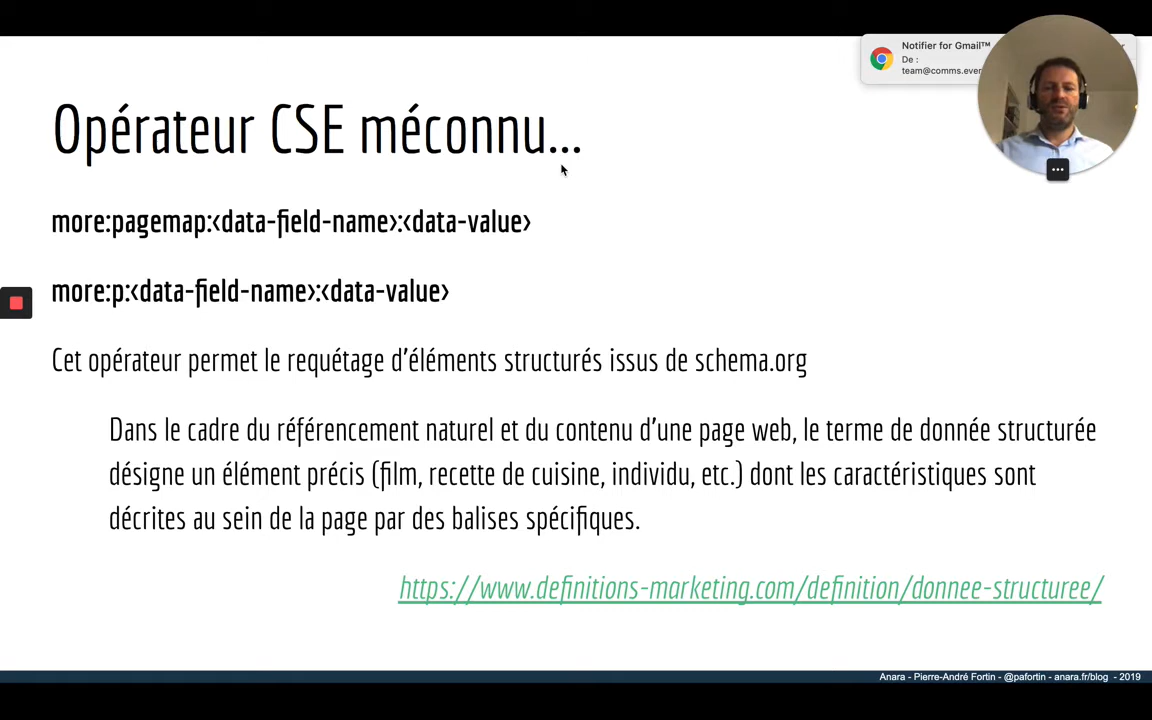 Notifier for Gmail™
De :
team@comms.ever
Opérateur CSE méconnu...
more:pagemap:<data-field-name>:<data-value>
more:p:<data-field-name>:<data-value>
Cet opérateur permet le requétage d’éléments structurés issus de schema.org
Dans le cadre du référencement naturel et du contenu d’une page web, le terme de donnée structurée
désigne un élément précis (film, recette de cuisine, individu, etc.) dont les caractéristiques sont
décrites au sein de la page par des balises spécifiques.
https://www.definitions-marketing.com/definition/donnee-structuree/
Anara - Pierre-André Fortin - @pafortin - anara.fr/blog - 2019